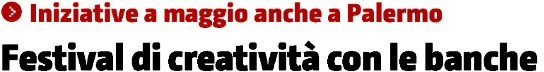 Iniziative a maggio anche a Palermo
Festival di creatività con le banche